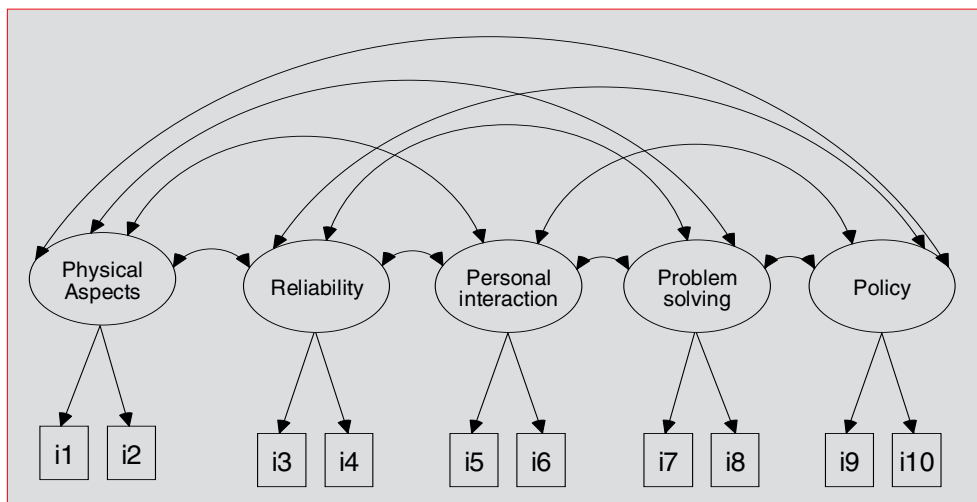 Physical
Aspects
Reliability
Personal
interaction
Problem
solving
Policy
i1
i2
i3
i4
i5
i6
i7
i8
i9
i10